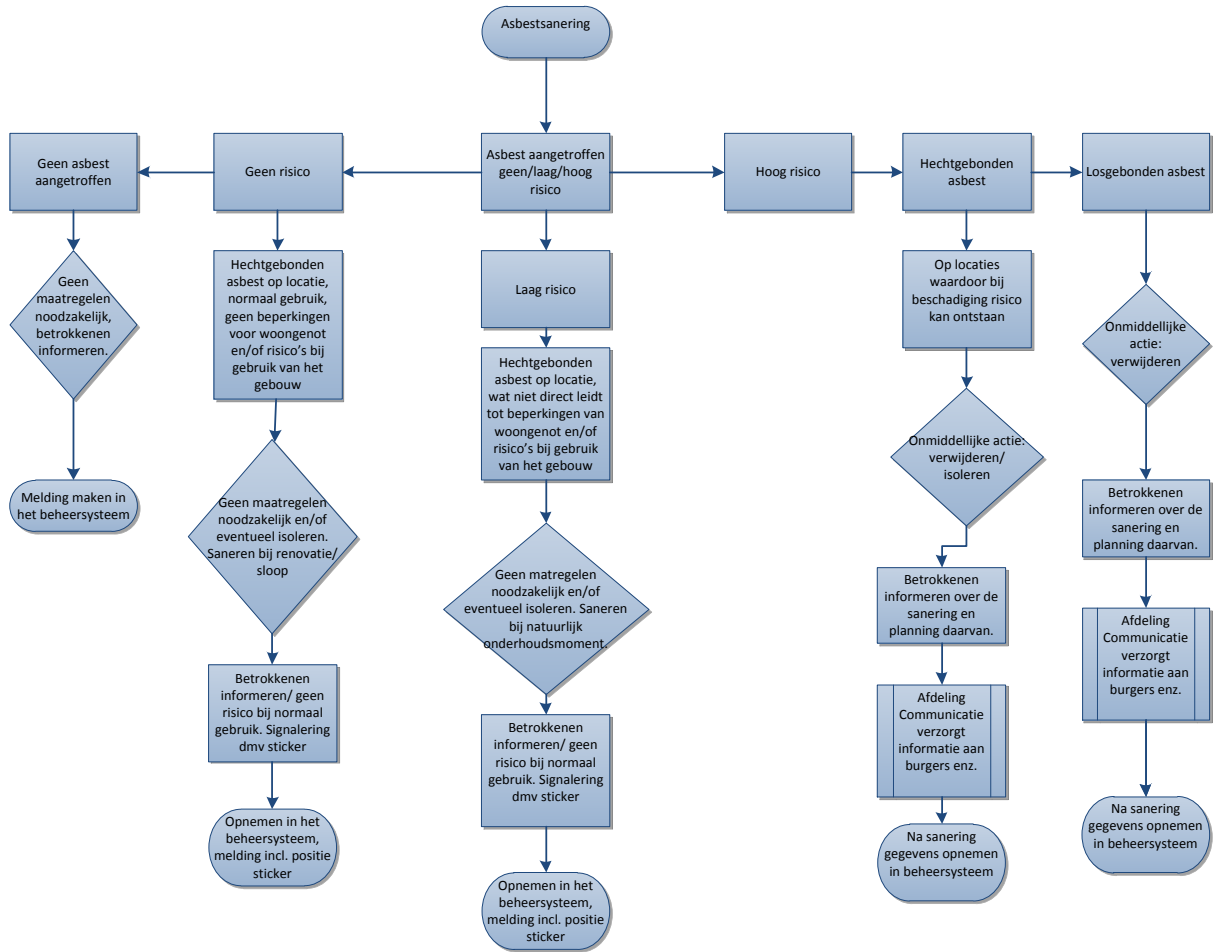 Asbestsanering
Geen asbest
aangetroffen
Geen risico
Asbest aangetroffen
geen/laag/hoog
risico
Hoog risico
Hechtgebonden
asbest
Losgebonden asbest
Geen
maatregelen
noodzakelijk,
betrokkenen
informeren.
Melding maken in
het beheersysteem
Hechtgebonden
asbest op locatie,
normaal gebruik,
geen beperkingen
voor woongenot
en/of risico's bij
gebruik van het
gebouw
Geen maatregelen
noodzakelijk en/of
eventueel isoleren.
Saneren bij renovatie/
sloop
Betrokkenen
informeren/ geen
risico bij normaal
gebruik. Signalering
dmv sticker
Opnemen in het
beheersysteem,
melding incl. positie
sticker
Laag risico
Hechtgebonden
asbest op locatie,
wat niet direct leidt
tot beperkingen van
woongenot en/of
risico's bij gebruik
van het gebouw
Geen matregelen
noodzakelijk en/of
eventueel isoleren. Saneren
bij natuurlijk
onderhoudsmoment.
Betrokkenen
informeren/ geen
risico bij normaal
gebruik. Signalering
dmv sticker
Opnemen in het
beheersysteem,
melding incl. positie
sticker
Op locaties
waardoor bij
beschadiging risico
kan ontstaan
Onmiddellijke actie:
verwijderen/
isoleren
Betrokkenen
informeren over de
sanering en
planning daarvan.
Afdeling
Communicatie
verzorgt
informatie aan
burgers enz.
Na sanering
gegevens opnemen
in beheersysteem
Onmiddellijke
actie:
verwijderen
Betrokkenen
informeren over de
sanering en
planning daarvan.
Afdeling
Communicatie
verzorgt
informatie aan
burgers enz.
Na sanering
gegevens opnemen
in beheersysteem